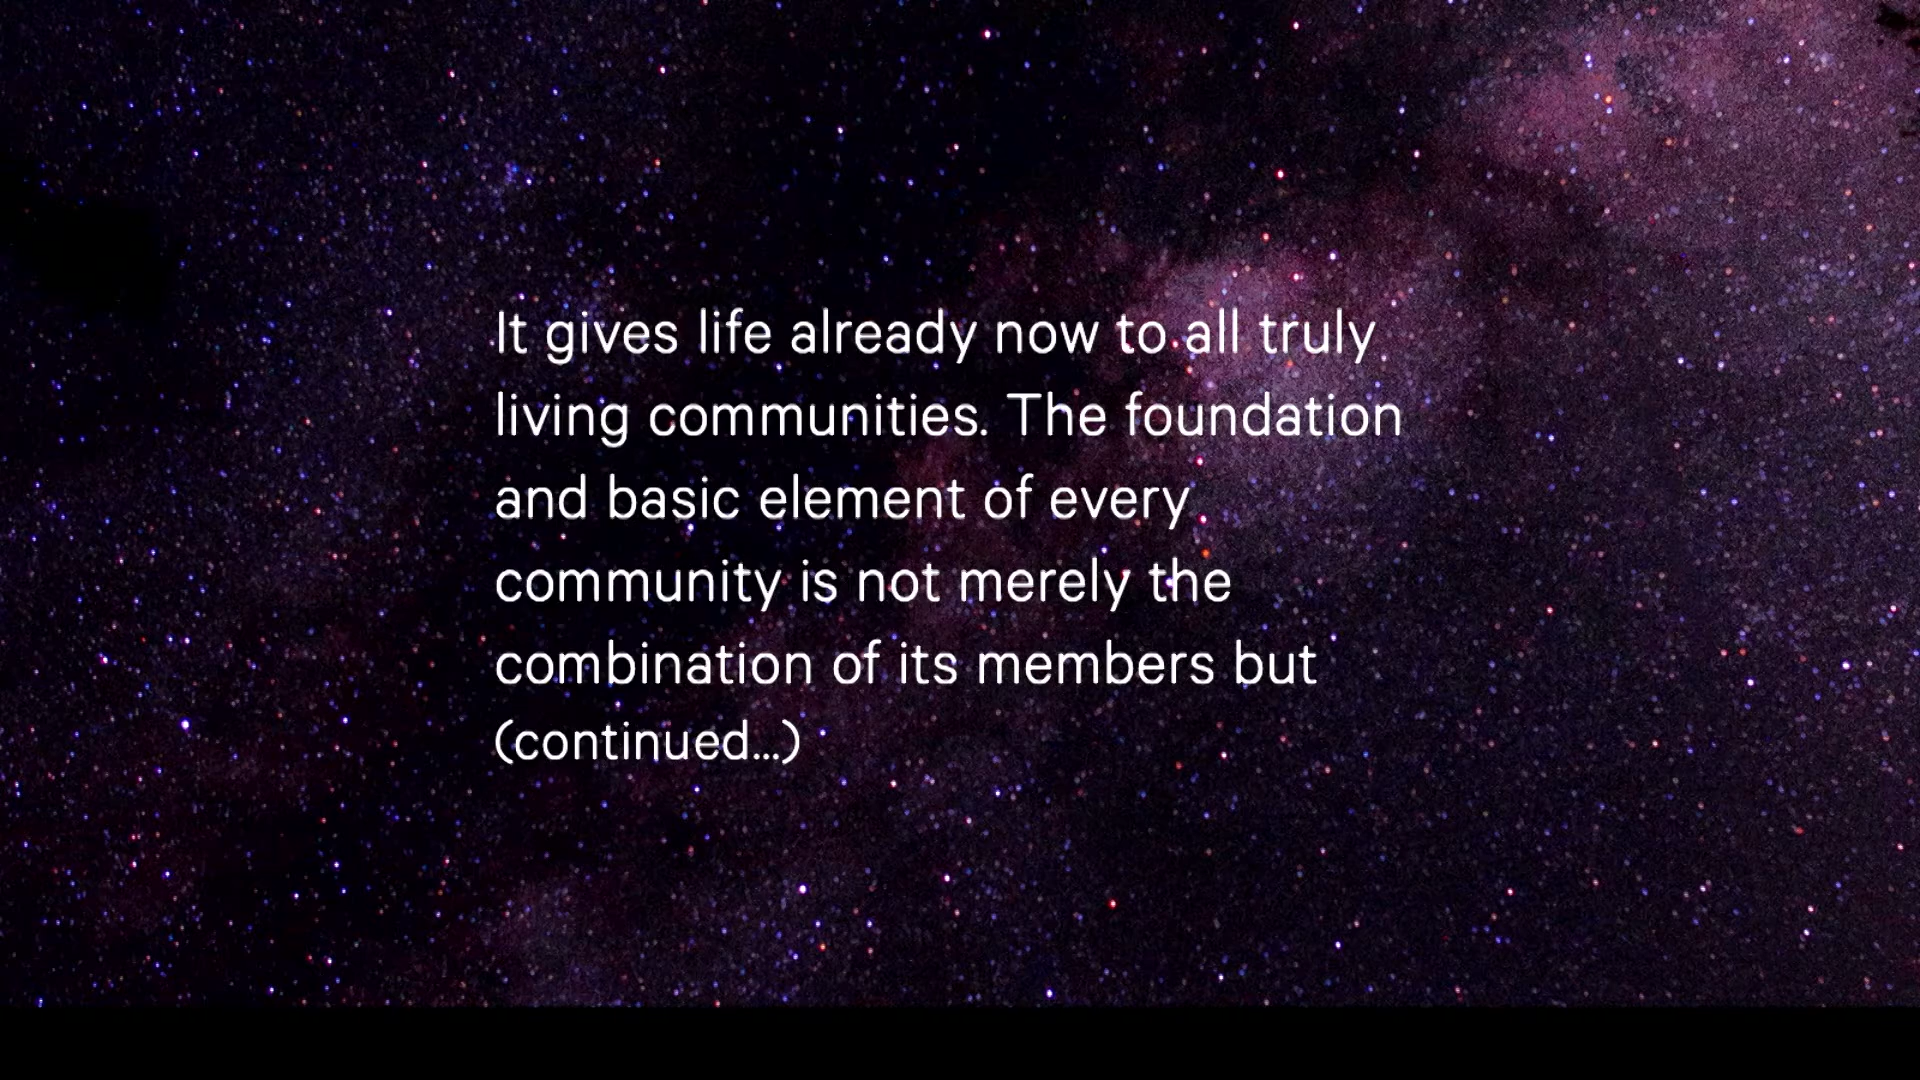 It gives life already now to all truly
living communities. The foundation
and basic element of every
community is not merely the
combination of its members but
(continued...)